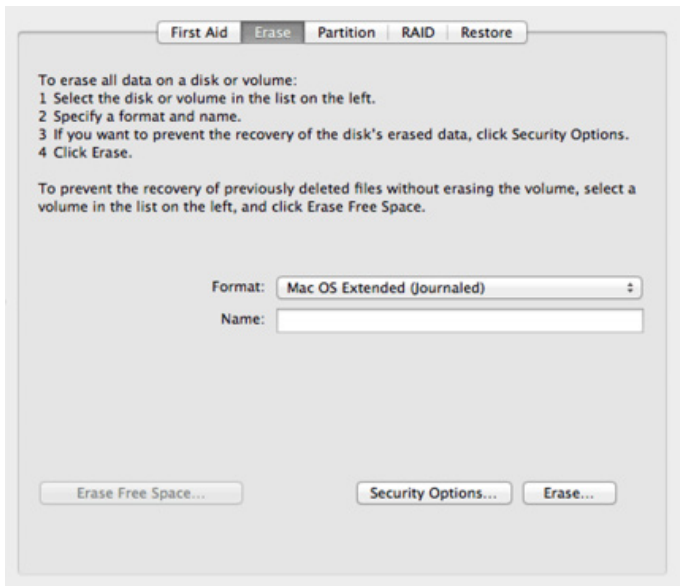 First Aid Erase Partition RAID Restore
To erase all data on a disk or volume:
1 Select the disk or volume in the list on the left.
2 Specify a format and name.
3 If you want to prevent the recovery of the disk's erased data, click Security Options.
4 Click Erase.
To prevent the recovery of previously deleted files without erasing the volume, select a
volume in the list on the left, and click Erase Free Space.
Format: Mac OS Extended (Journaled)
Name:
Erase Free Space... Security Options... Erase...